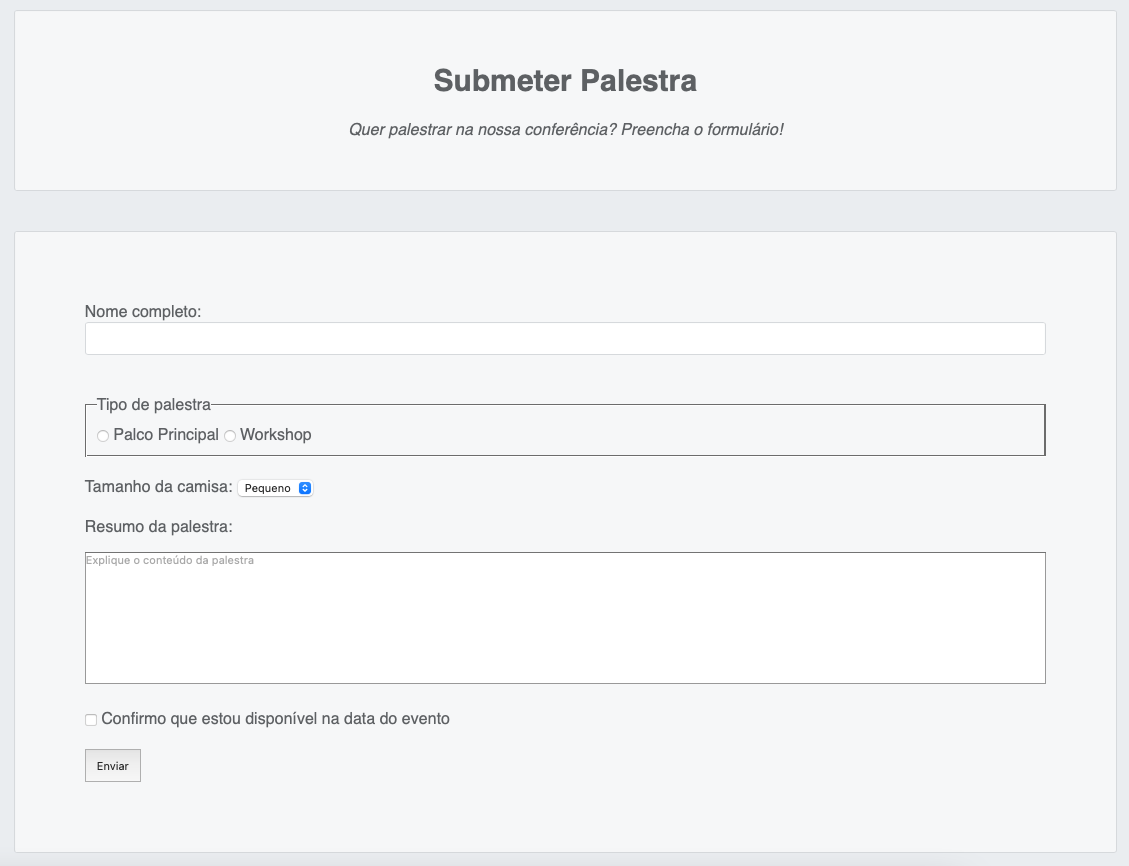 Submeter Palestra
Quer palestrar na nossa conferência? Preencha o formulário!
Nome completo:
Tipo de palestra
Palco Principal Workshop
Tamanho da camisa: Pequeno
Resumo da palestra:
Explique o conteúdo da palestra
Confirmo que estou disponível na data do evento
Enviar